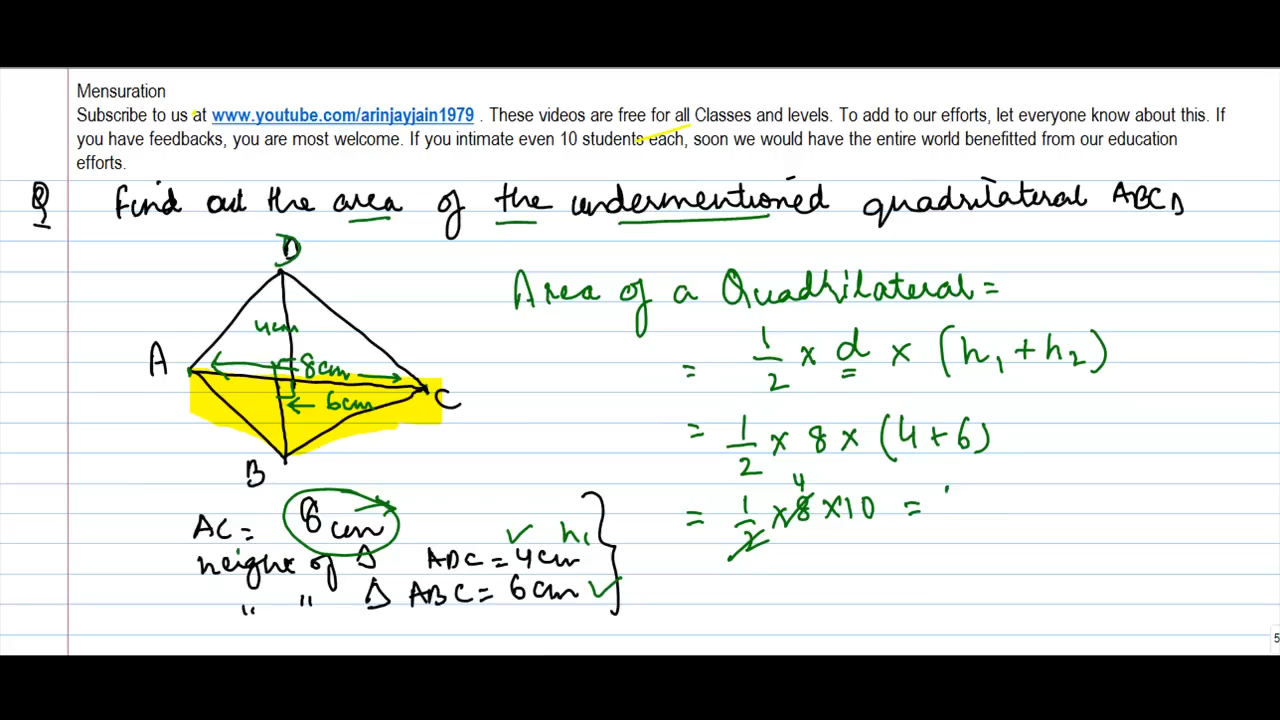 Mensuration
Subscribe to us at www.youtube.com/arinjayjain1979 . These videos are free for all Classes and levels. To add to our efforts, let everyone know about this. If
you have feedbacks, you are most welcome. If you intimate even 10 students each, soon we would have the entire world benefitted from our education
efforts.
Q Find out the area of the undermentioned quadrilateral ABCD
D
4cm
A
8cm
6cm
C
B
Area of a Quadrilateral =
= 1/2 × d × (h₁ + h₂)
= 1/2 × 8 × (4 + 6)
4
= 1/2 × 8 × 10 =
AC = 8cm
height of Δ ADC = 4cm h₁
" " Δ ABC = 6cm
5